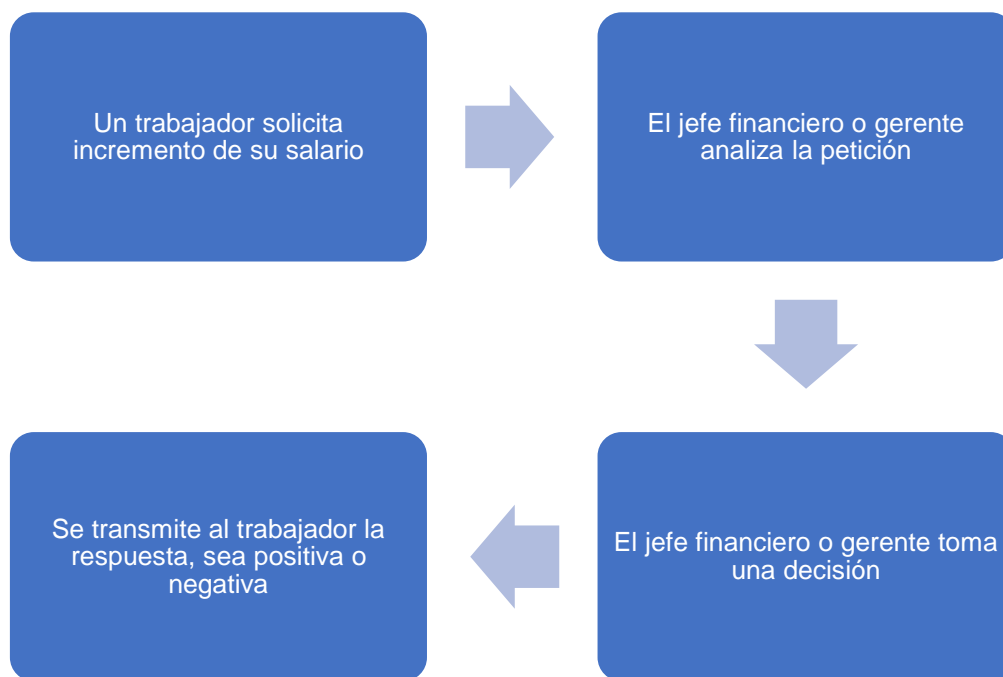 Un trabajador solicita
incremento de su salario
El jefe financiero o gerente
analiza la petición
El jefe financiero o gerente toma
una decisión
Se transmite al trabajador la
respuesta, sea positiva o
negativa